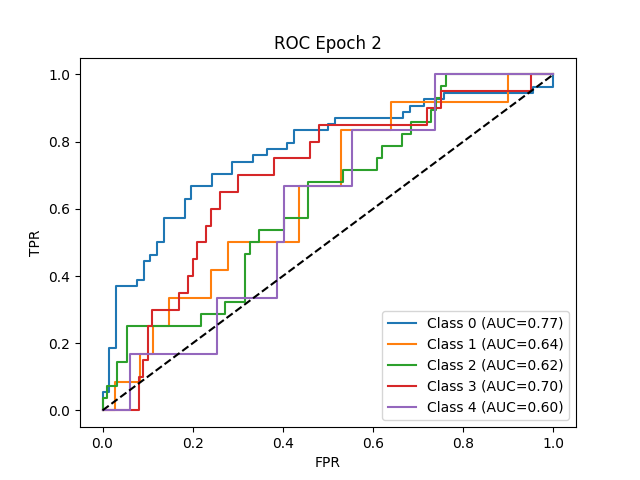 ROC Epoch 2
TPR
1.0
0.8
0.6
0.4
0.2
0.0
Class 0 (AUC=0.77)
Class 1 (AUC=0.64)
Class 2 (AUC=0.62)
Class 3 (AUC=0.70)
Class 4 (AUC=0.60)
0.0 0.2 0.4 0.6 0.8 1.0
FPR